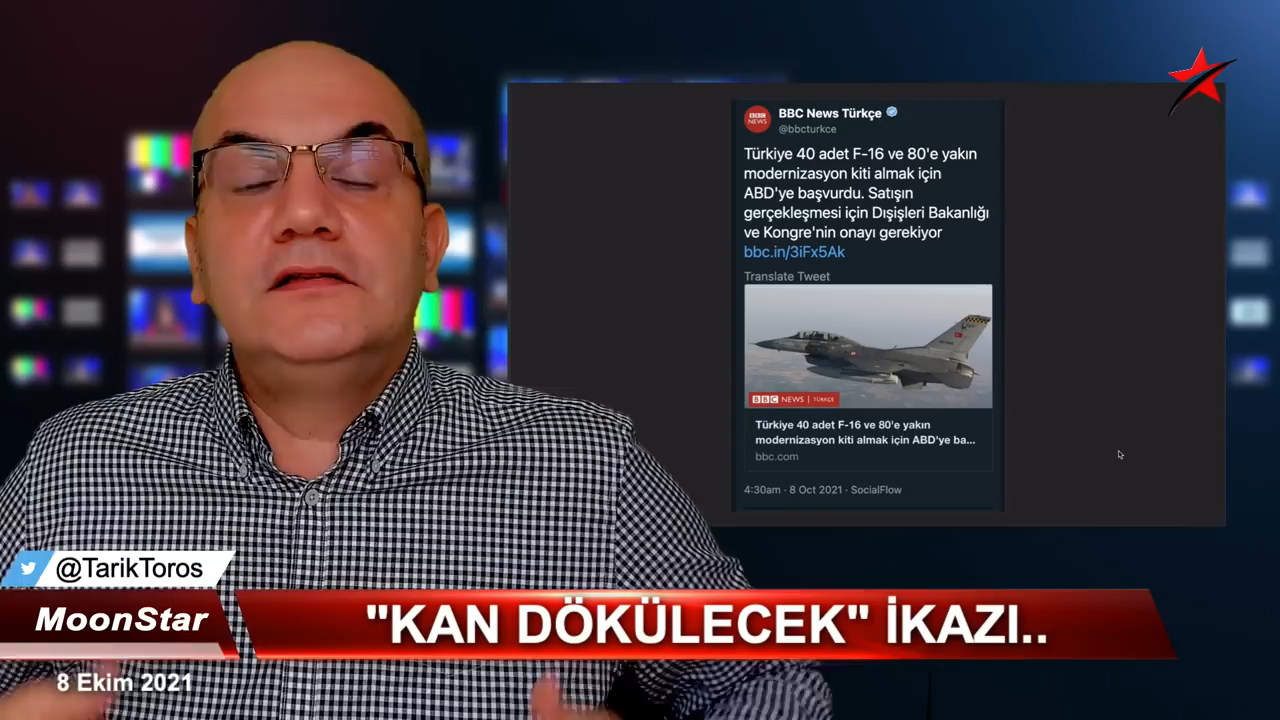 BBC NEWS
BBC News Türkçe
@bbcturkce
Türkiye 40 adet F-16 ve 80'e yakın
modernizasyon kiti almak için
ABD'ye başvurdu. Satışın
gerçekleşmesi için Dışişleri Bakanlığı
ve Kongre'nin onayı gerekiyor
bbc.in/3iFx5Ak
Translate Tweet
BBC NEWS | TÜRKÇE
Türkiye 40 adet F-16 ve 80'e yakın
modernizasyon kiti almak için ABD'ye ba...
bbc.com
4:30am · 8 Oct 2021 · SocialFlow
@TarikToros
MoonStar
"KAN DÖKÜLECEK" İKAZI..
8 Ekim 2021